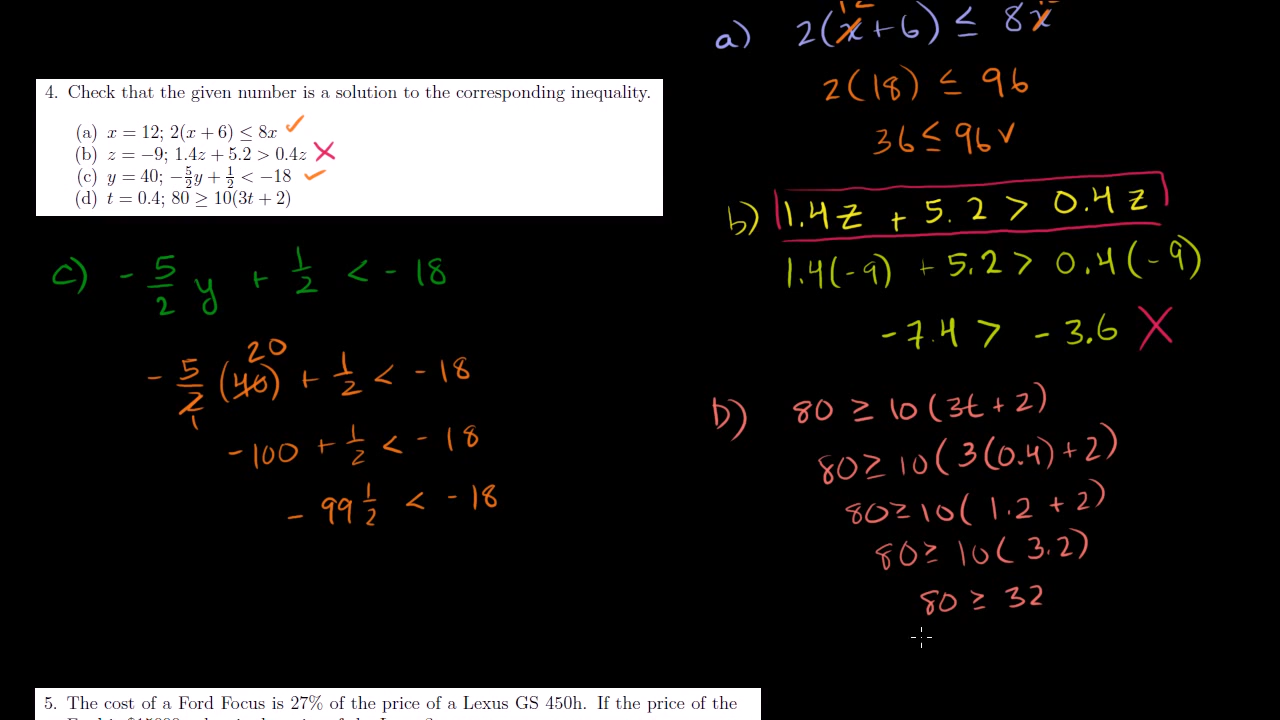 4. Check that the given number is a solution to the corresponding inequality.
(a) x = 12; 2(x + 6) ≤ 8x ✓
(b) z = −9; 1.4z + 5.2 > 0.4z ✗
(c) y = 40; −5/2y + 1/2 < −18 ✓
(d) t = 0.4; 80 ≥ 10(3t + 2)
c) - 5/2 y + 1/2 < - 18
20
- 5/2 (40) + 1/2 < - 18
1
- 100 + 1/2 < - 18
- 99 1/2 < - 18
12 12
a) 2(x + 6) ≤ 8x
2(18) ≤ 96
36 ≤ 96 ✓
b) 1.4z + 5.2 > 0.4z
1.4(-9) + 5.2 > 0.4(-9)
-7.4 > -3.6 X
D) 80 ≥ 10(3t + 2)
80 ≥ 10(3(0.4) + 2)
80 ≥ 10(1.2 + 2)
80 ≥ 10(3.2)
80 ≥ 32
5. The cost of a Ford Focus is 27% of the price of a Lexus GS 450h. If the price of the